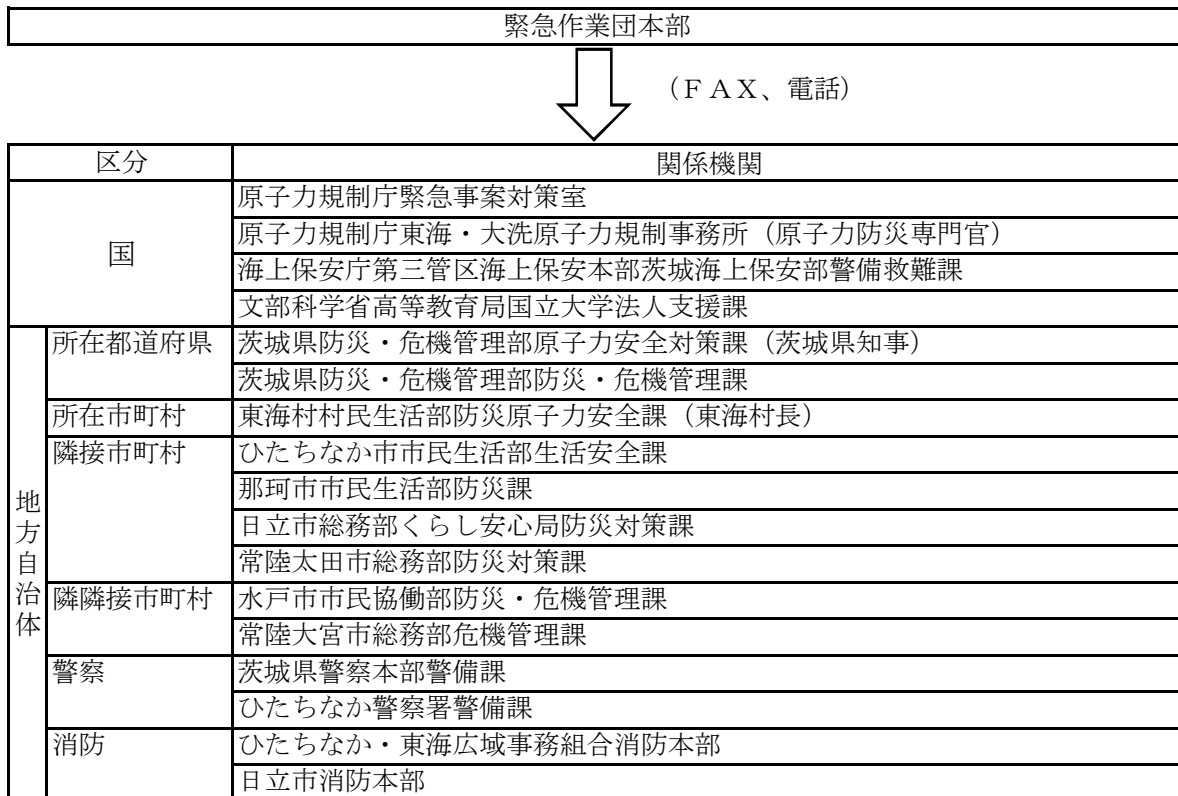 緊急作業団本部
（ＦＡＸ、電話）
区分
関係機関
国
原子力規制庁緊急事案対策室
原子力規制庁東海・大洗原子力規制事務所（原子力防災専門官）
海上保安庁第三管区海上保安本部茨城海上保安部警備救難課
文部科学省高等教育局国立大学法人支援課
地方自治体
所在都道府県
茨城県防災・危機管理部原子力安全対策課（茨城県知事）
茨城県防災・危機管理部防災・危機管理課
所在市町村
東海村村民生活部防災原子力安全課（東海村長）
隣接市町村
ひたちなか市市民生活部生活安全課
那珂市市民生活部防災課
日立市総務部くらし安心局防災対策課
常陸太田市総務部防災対策課
隣隣接市町村
水戸市市民協働部防災・危機管理課
常陸大宮市総務部危機管理課
警察
茨城県警察本部警備課
ひたちなか警察署警備課
消防
ひたちなか・東海広域事務組合消防本部
日立市消防本部